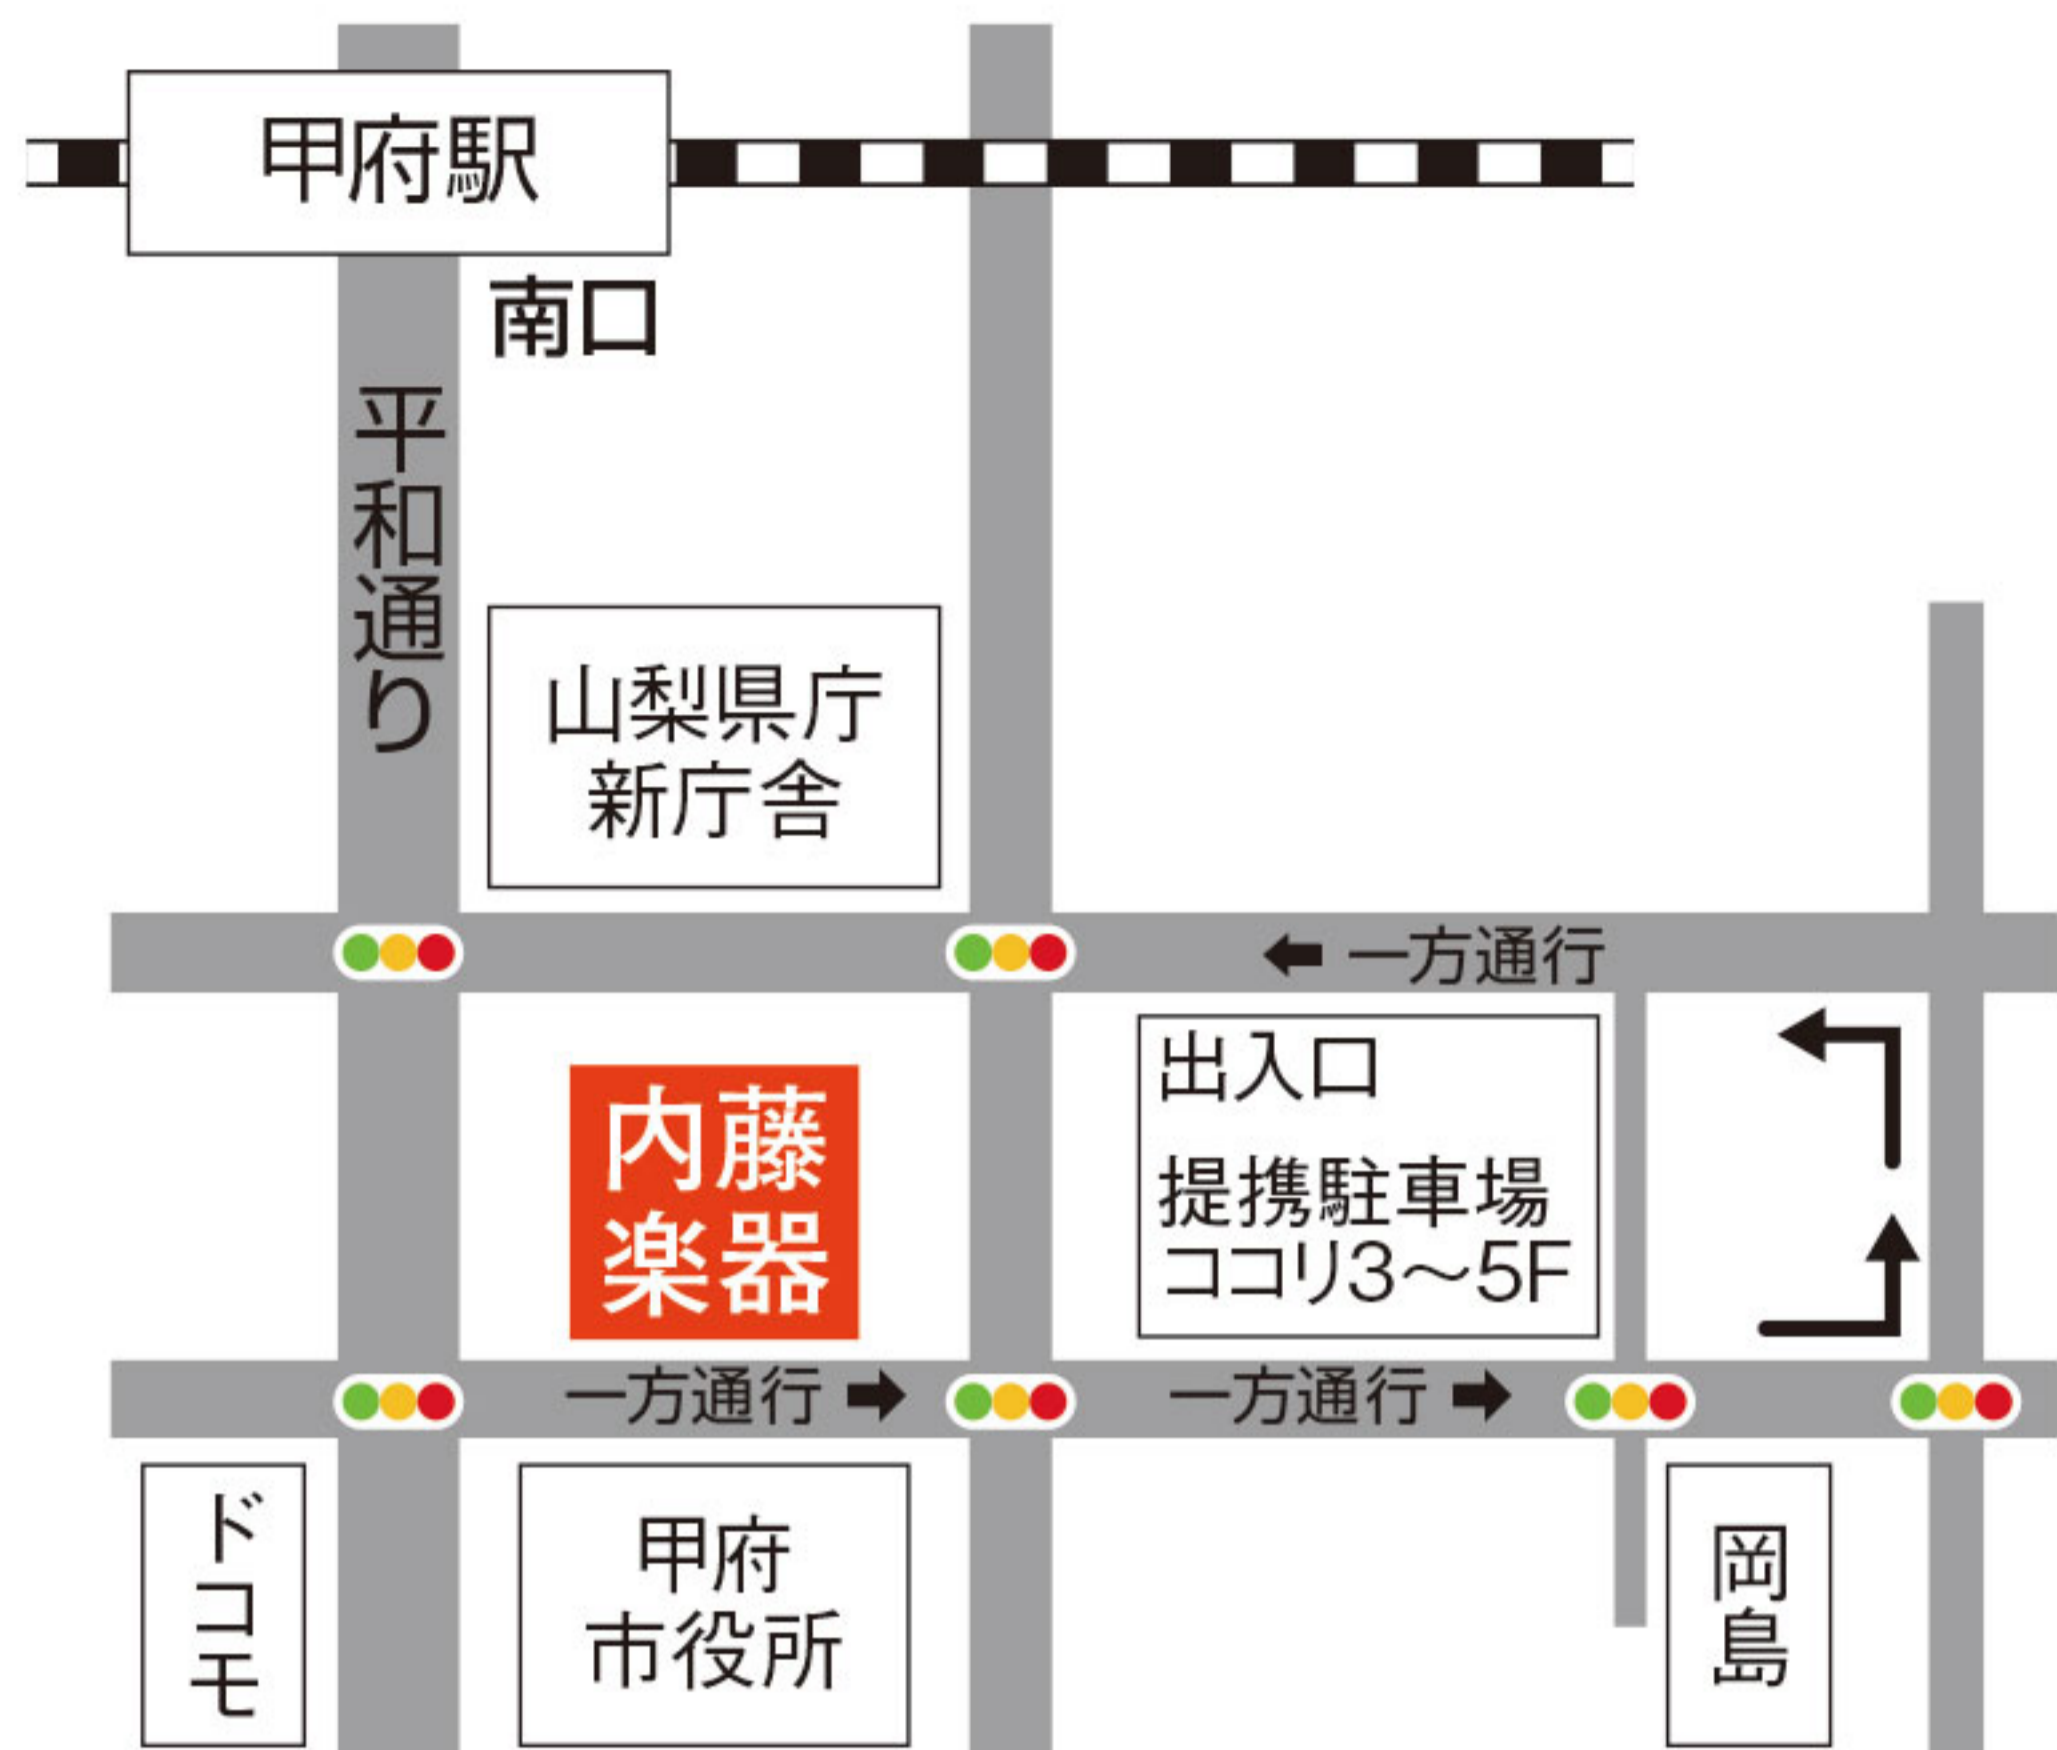 甲府駅
南口
平和通り
山梨県庁
新庁舎
一方通行
内藤
楽器
出入口
提携駐車場
ココリ3～5F
一方通行
一方通行
ドコモ
甲府
市役所
岡島